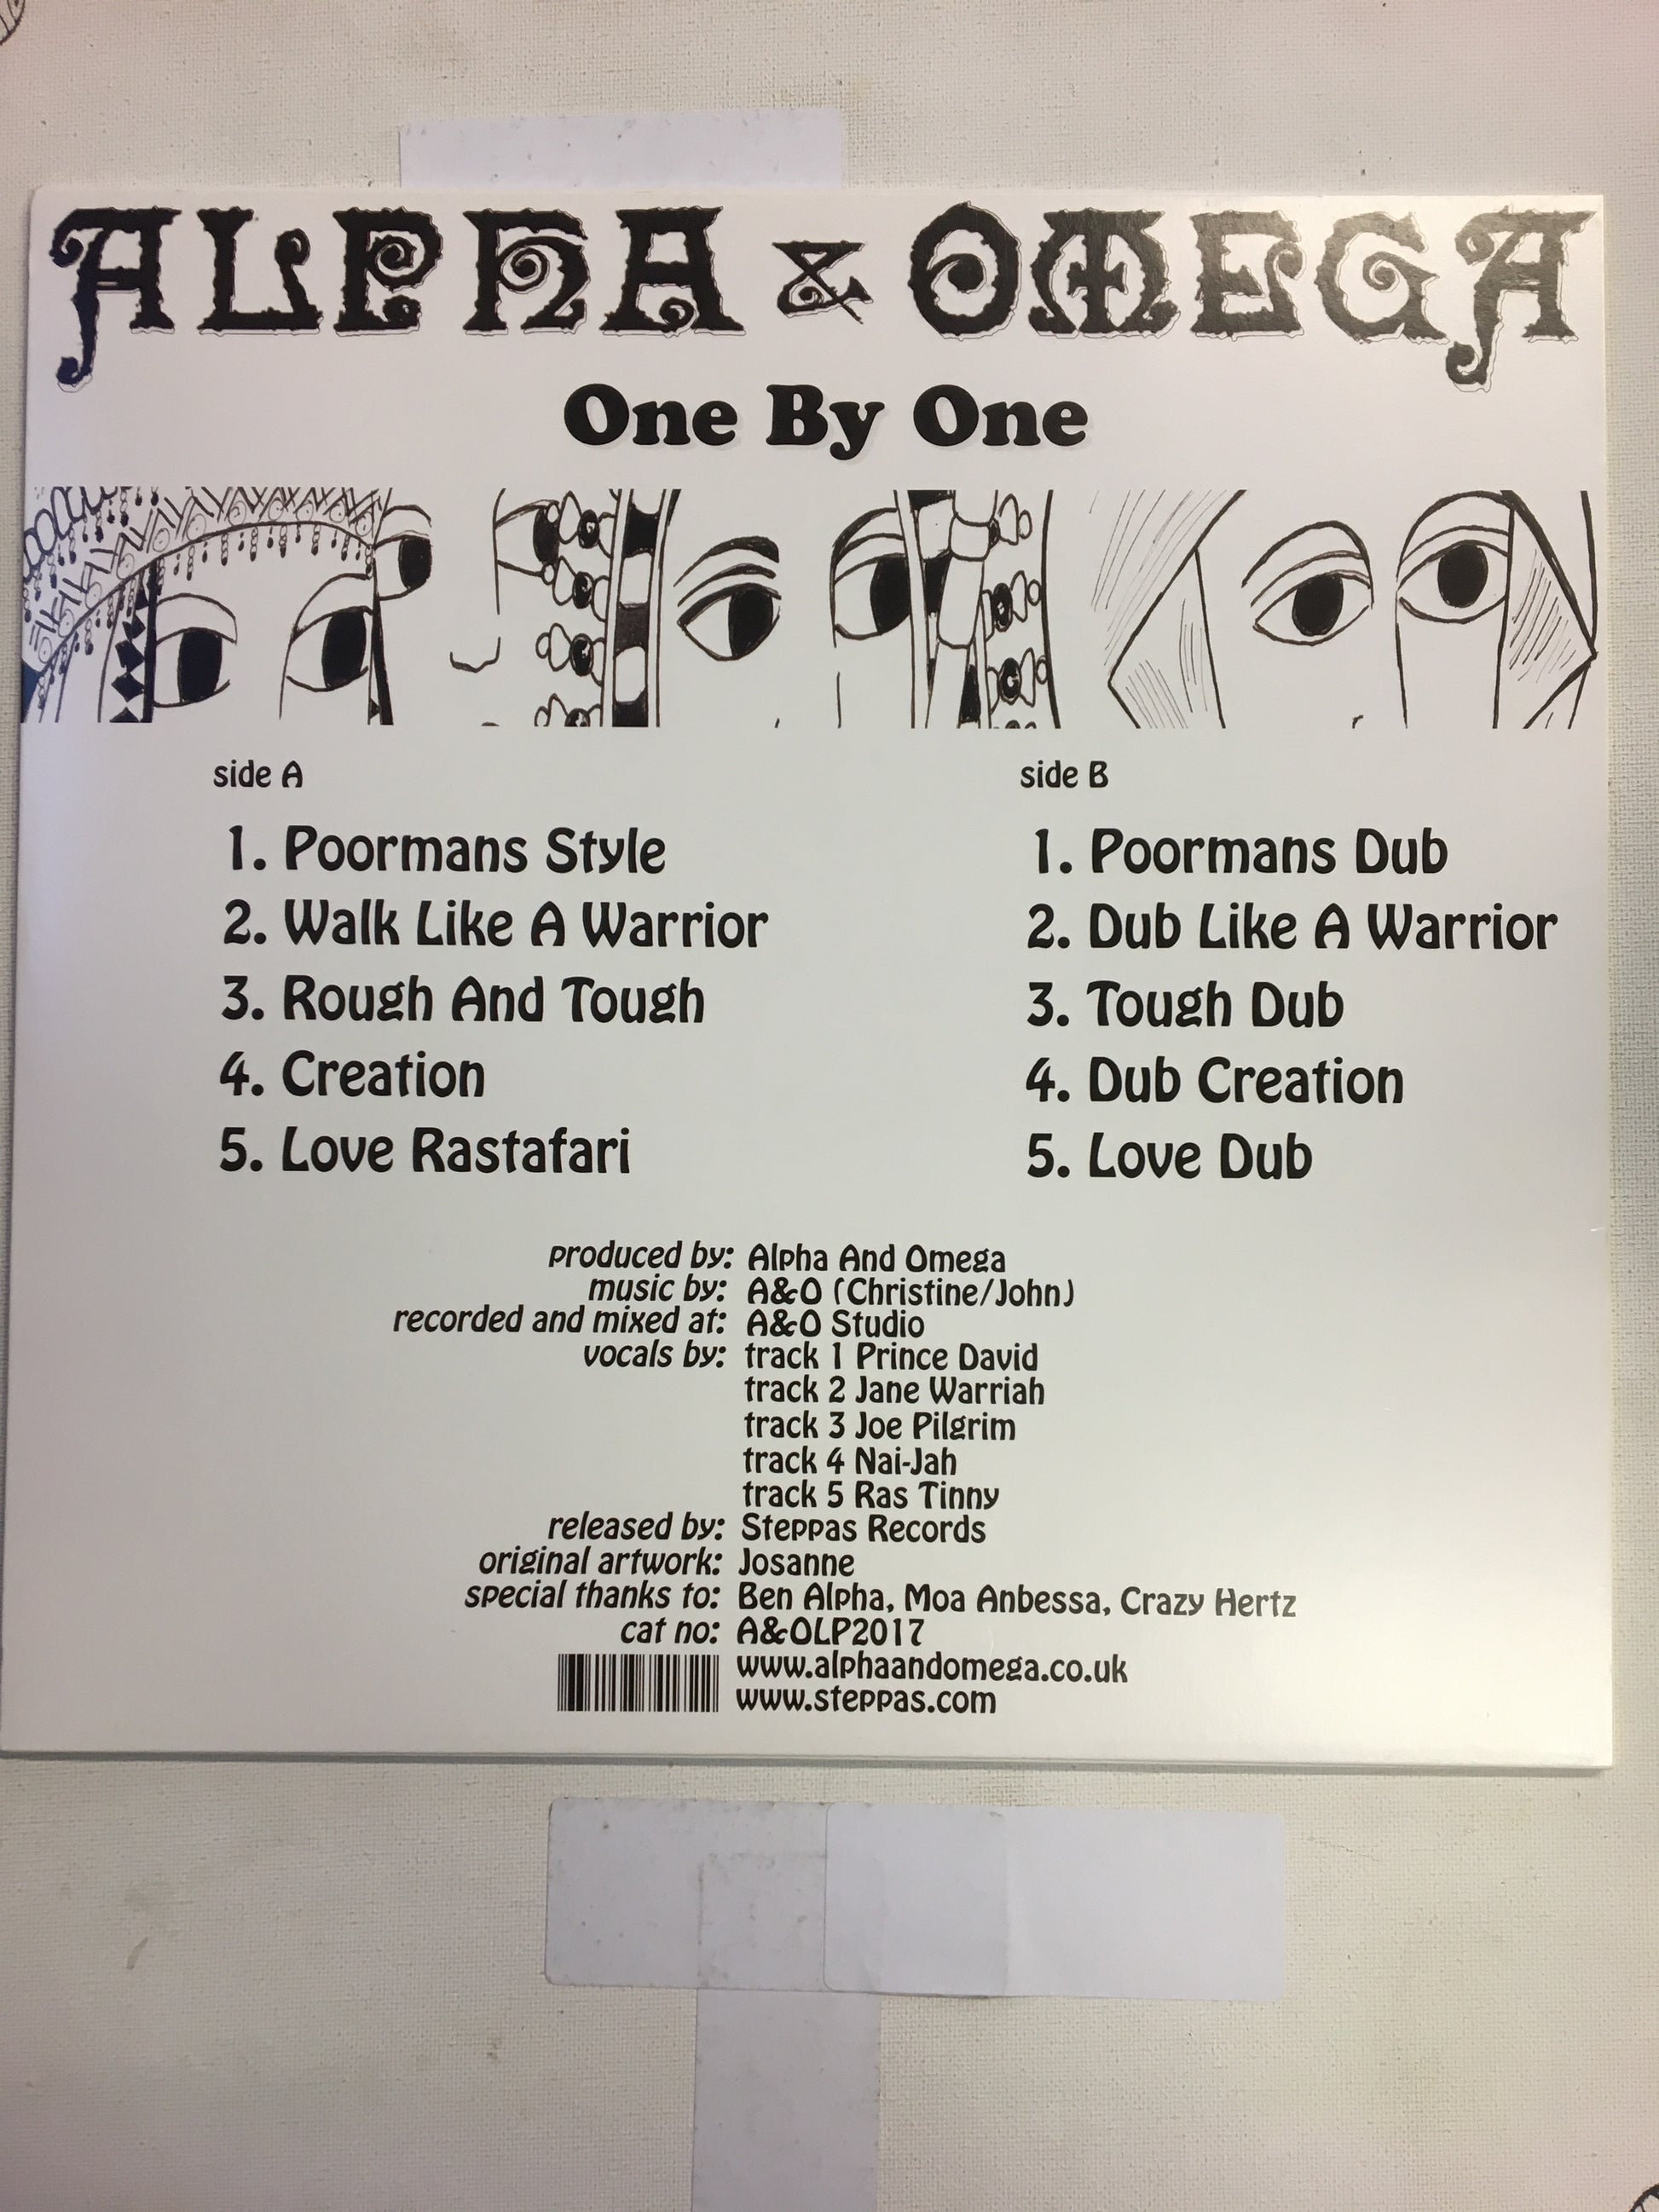 ALPHA & OMEGA
One By One
side A
1. Poormans Style
2. Walk Like A Warrior
3. Rough And Tough
4. Creation
5. Love Rastafari
side B
1. Poormans Dub
2. Dub Like A Warrior
3. Tough Dub
4. Dub Creation
5. Love Dub
produced by: Alpha And Omega
music by: A&O (Christine/John)
recorded and mixed at: A&O Studio
vocals by: track 1 Prince David
track 2 Jane Warriah
track 3 Joe Pilgrim
track 4 Nai-Jah
track 5 Ras Tinny
released by: Steppas Records
original artwork: Josanne
special thanks to: Ben Alpha, Moa Anbessa, Crazy Hertz
cat no: A&OLP2017
www.alphaandomega.co.uk
www.steppas.com